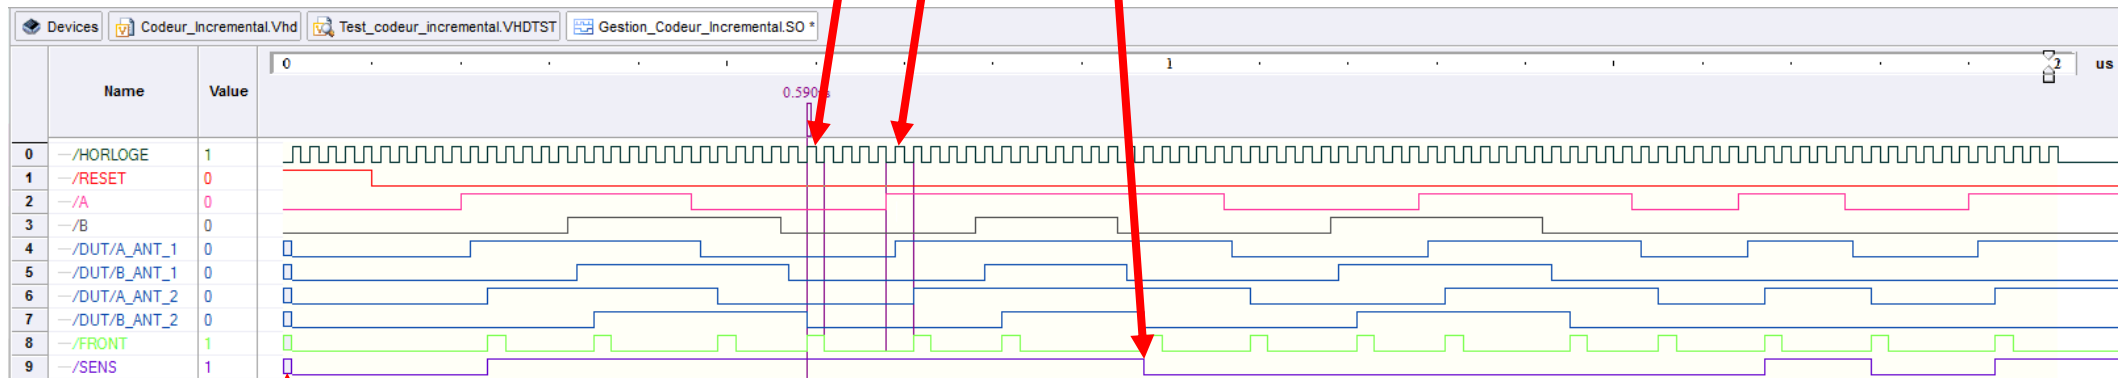 Devices Codeur_Incremental.Vhd Test_codeur_incremental.VHDTST Gestion_Codeur_Incremental.SO *
0 1 2 us
Name Value
0.590
0 /HORLOGE 1
1 /RESET 0
2 /A 0
3 /B 0
4 /DUT/A_ANT_1 0
5 /DUT/B_ANT_1 0
6 /DUT/A_ANT_2 0
7 /DUT/B_ANT_2 0
8 /FRONT 1
9 /SENS 1